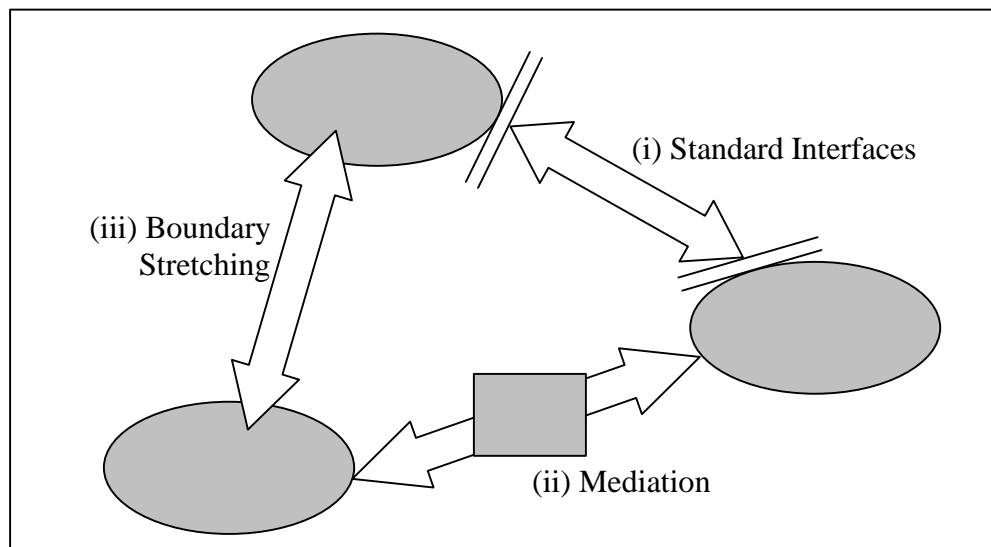 (i) Standard Interfaces
(iii) Boundary
Stretching
(ii) Mediation